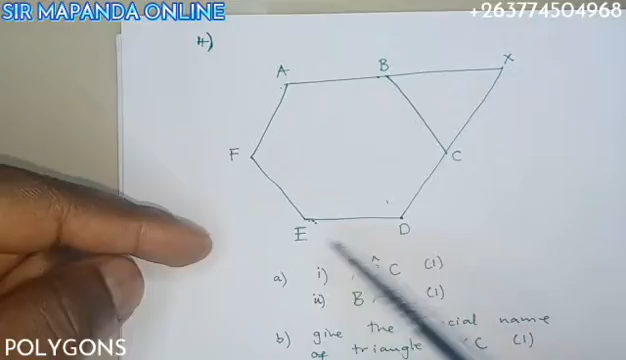 SIR MAPANDA ONLINE
+263774504968
4)
A
B
X
F
C
E
D
a) i) C (1)
ii) B (1)
b) give the name
of triangle C (1)
POLYGONS